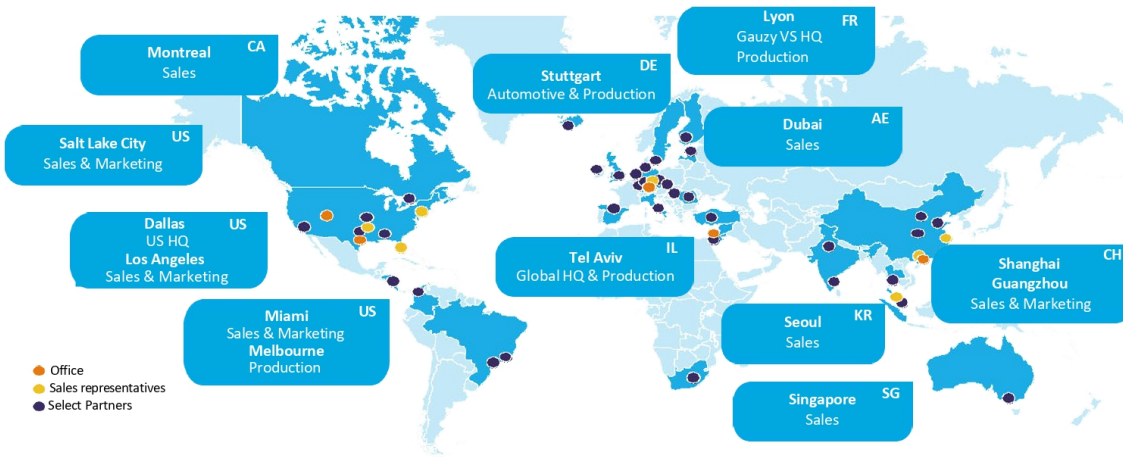 Lyon
FR
Gauzy VS HQ
Production
Montreal
CA
Sales
Stuttgart
DE
Automotive & Production
Salt Lake City
US
Sales & Marketing
Dubai
AE
Sales
Dallas
US
US HQ
Los Angeles
Sales & Marketing
Tel Aviv
IL
Global HQ & Production
Shanghai
CH
Guangzhou
Sales & Marketing
Miami
US
Sales & Marketing
Melbourne
Production
Seoul
KR
Sales
Office
Sales representatives
Select Partners
Singapore
SG
Sales